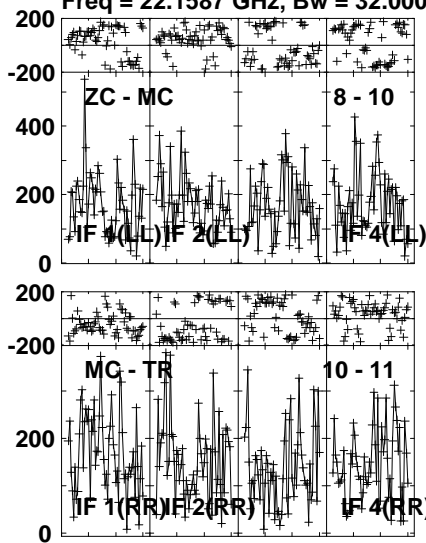 Freq = 22.1587 GHz, Bw = 32.000
200
-200
ZC - MC 8 - 10
400
200
0
IF 1(LL) IF 2(LL) IF 4(LL)
200
-200
MC - TR 10 - 11
200
0
IF 1(RR) IF 2(RR) IF 4(RR)